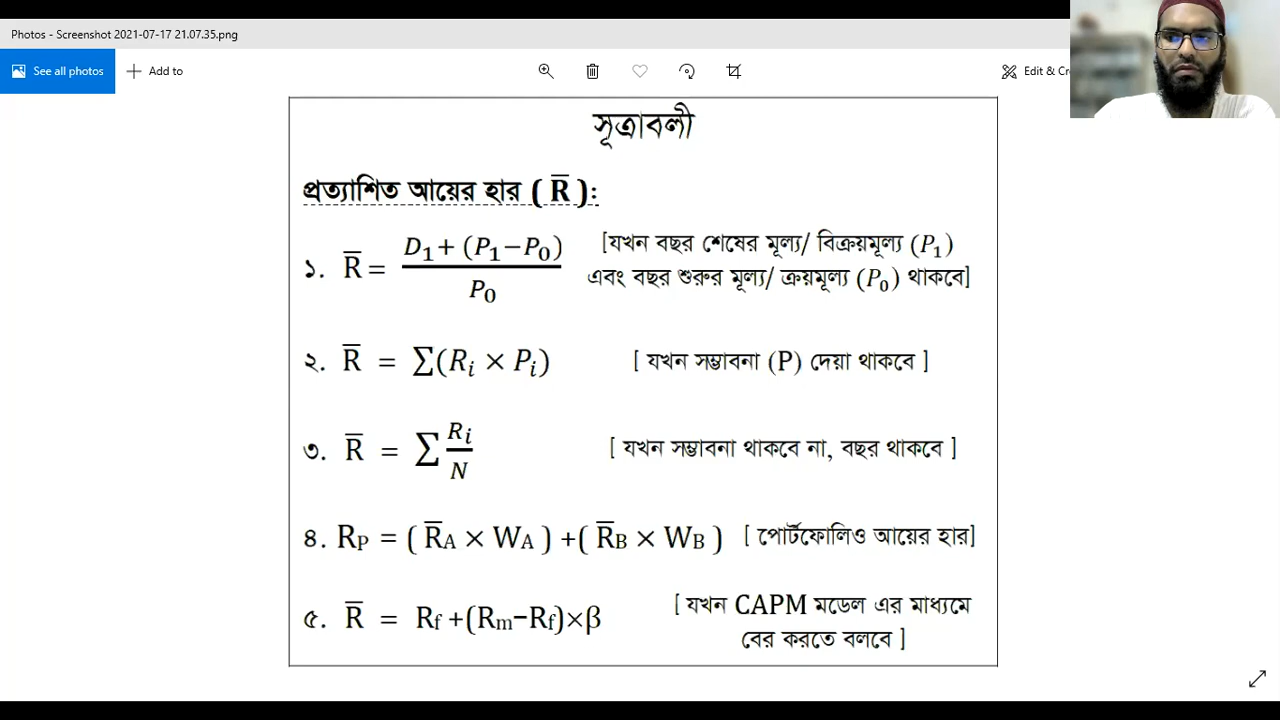 Photos - Screenshot 2021-07-17 21.07.35.png
See all photos
Add to
Edit & Cr
সূত্রাবলী
প্রত্যাশিত আয়ের হার ( R̅ ):
১. R̅ = (D₁ + (P₁−P₀)) / P₀ [যখন বছর শেষের মূল্য/ বিক্রয়মূল্য (P₁)
এবং বছর শুরুর মূল্য/ ক্রয়মূল্য (P₀) থাকবে]
২. R̅ = ∑(Rᵢ × Pᵢ) [ যখন সম্ভাবনা (P) দেয়া থাকবে ]
৩. R̅ = ∑ Rᵢ/N [ যখন সম্ভাবনা থাকবে না, বছর থাকবে ]
৪. RP = ( R̅A × WA ) +( R̅B × WB ) [ পোর্টফোলিও আয়ের হার]
৫. R̅ = Rf +(Rm−Rf)×β [ যখন CAPM মডেল এর মাধ্যমে
বের করতে বলবে ]